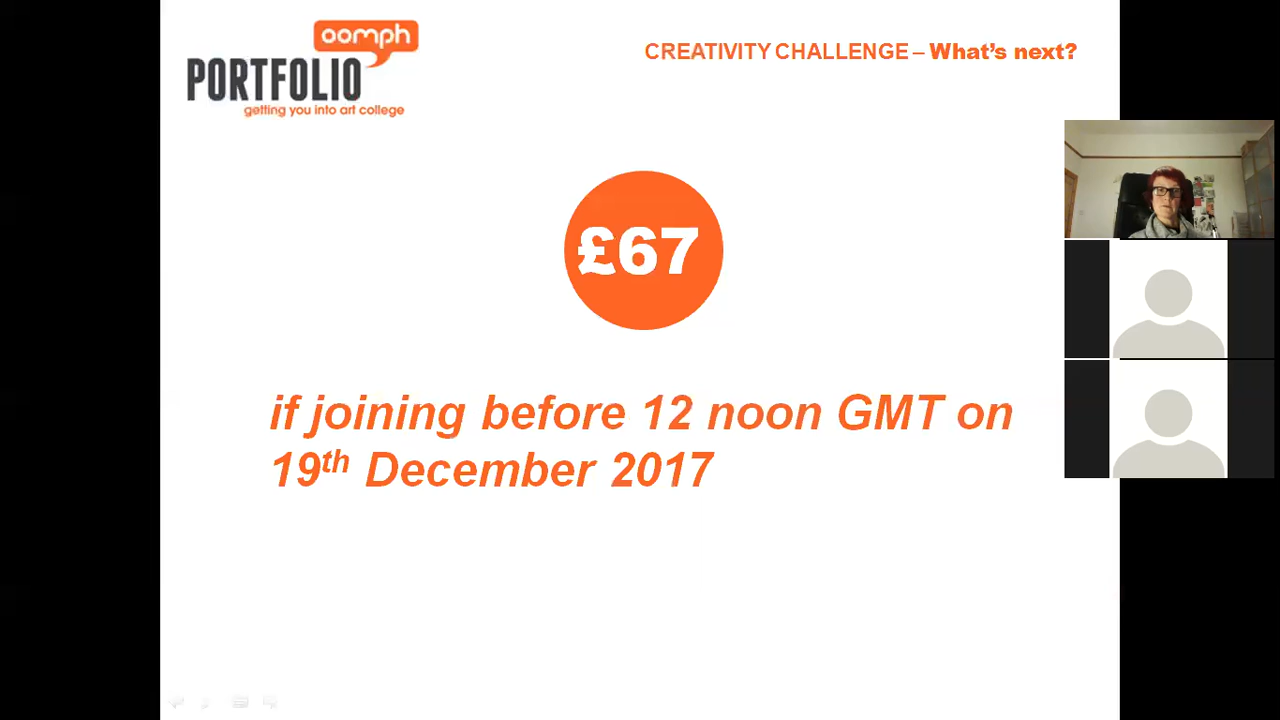 oomph
PORTFOLIO
getting you into art college
CREATIVITY CHALLENGE – What's next?
£67
if joining before 12 noon GMT on
19th December 2017